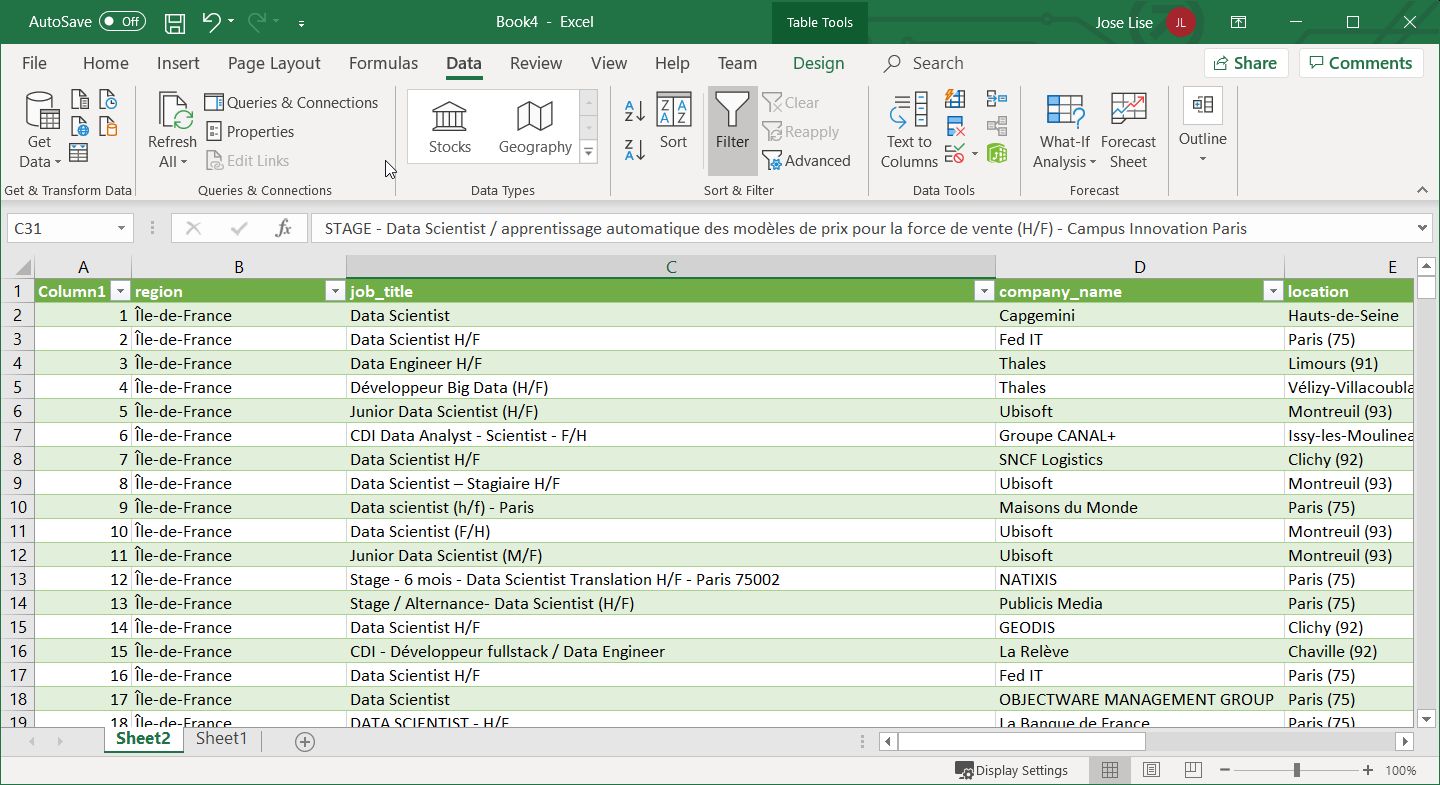 AutoSave Off Book4 - Excel Table Tools Jose Lise JL
File Home Insert Page Layout Formulas Data Review View Help Team Design Search Share Comments
Get Data
Refresh All
Queries & Connections
Properties
Edit Links
Stocks Geography
A Z
Z A
Z A A Z
Sort
Filter
Clear
Reapply
Advanced
Text to Columns
What-If Analysis
Forecast Sheet
Outline
Get & Transform Data Queries & Connections Data Types Sort & Filter Data Tools Forecast
C31 fx STAGE - Data Scientist / apprentissage automatique des modèles de prix pour la force de vente (H/F) - Campus Innovation Paris
A B C D E
1 Column1 region job_title company_name location
2 1 Île-de-France Data Scientist Capgemini Hauts-de-Seine
3 2 Île-de-France Data Scientist H/F Fed IT Paris (75)
4 3 Île-de-France Data Engineer H/F Thales Limours (91)
5 4 Île-de-France Développeur Big Data (H/F) Thales Vélizy-Villacoubla
6 5 Île-de-France Junior Data Scientist (H/F) Ubisoft Montreuil (93)
7 6 Île-de-France CDI Data Analyst - Scientist - F/H Groupe CANAL+ Issy-les-Moulinea
8 7 Île-de-France Data Scientist H/F SNCF Logistics Clichy (92)
9 8 Île-de-France Data Scientist – Stagiaire H/F Ubisoft Montreuil (93)
10 9 Île-de-France Data scientist (h/f) - Paris Maisons du Monde Paris (75)
11 10 Île-de-France Data Scientist (F/H) Ubisoft Montreuil (93)
12 11 Île-de-France Junior Data Scientist (M/F) Ubisoft Montreuil (93)
13 12 Île-de-France Stage - 6 mois - Data Scientist Translation H/F - Paris 75002 NATIXIS Paris (75)
14 13 Île-de-France Stage / Alternance- Data Scientist (H/F) Publicis Media Paris (75)
15 14 Île-de-France Data Scientist H/F GEODIS Clichy (92)
16 15 Île-de-France CDI - Développeur fullstack / Data Engineer La Relève Chaville (92)
17 16 Île-de-France Data Scientist H/F Fed IT Paris (75)
18 17 Île-de-France Data Scientist OBJECTWARE MANAGEMENT GROUP Paris (75)
19 18 Île-de-France DATA SCIENTIST - H/F La Banque de France Paris (75)
Sheet2 Sheet1
Display Settings 100%